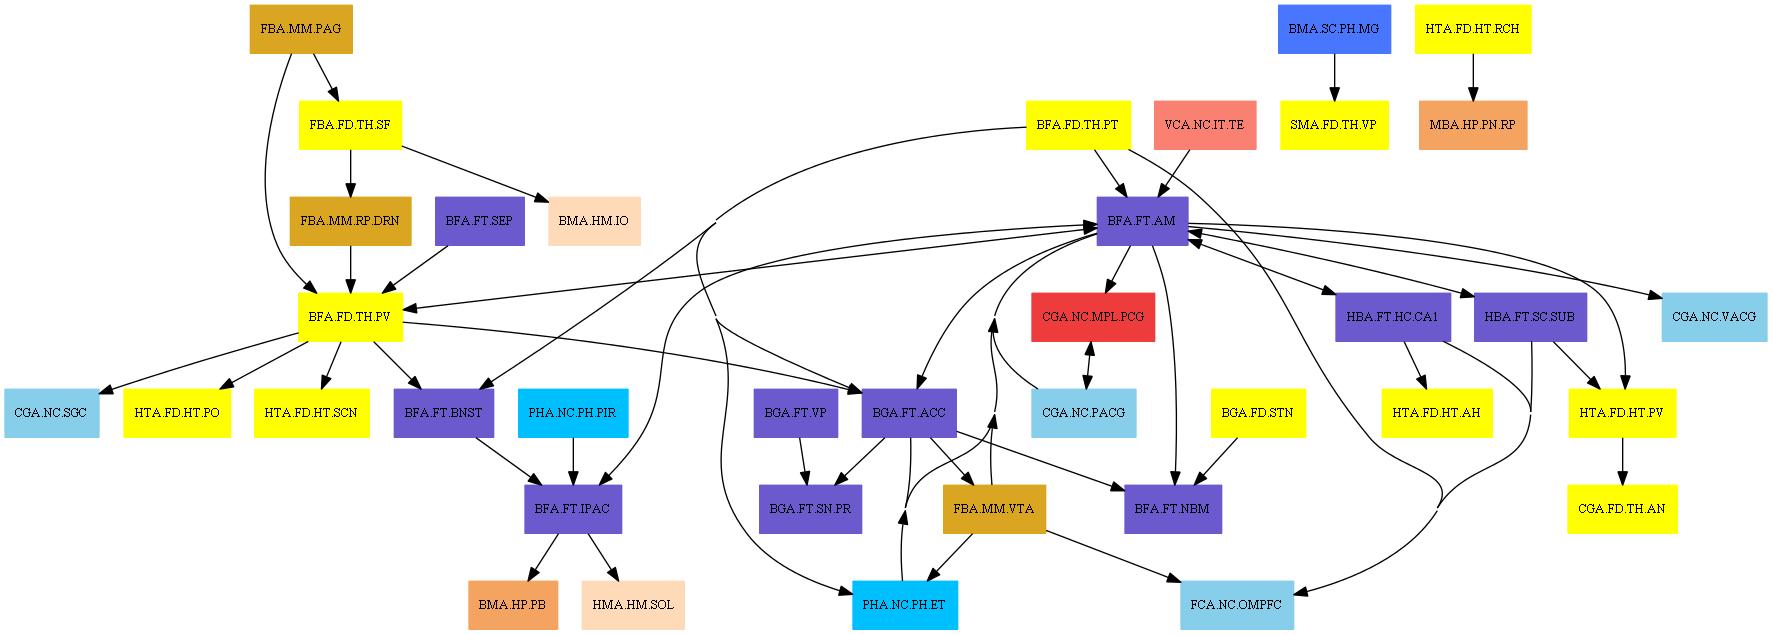 FBA.MM.PAG
BMA.SC.PH.MG
HTA.FD.HT.RCH
FBA.FD.TH.SF
BFA.FD.TH.PT
VCA.NC.IT.TE
SMA.FD.TH.VP
MBA.HP.PN.RP
FBA.MM.RP.DRN
BFA.FT.SEP
BMA.HM.IO
BFA.FT.AM
BFA.FD.TH.PV
CGA.NC.MPL.PCG
HBA.FT.HC.CA1
HBA.FT.SC.SUB
CGA.NC.VACG
CGA.NC.SGC
HTA.FD.HT.PO
HTA.FD.HT.SCN
BFA.FT.BNST
PHA.NC.PH.PIR
BGA.FT.VP
BGA.FT.ACC
CGA.NC.PACG
BGA.FD.STN
HTA.FD.HT.AH
HTA.FD.HT.PV
BFA.FT.IPAC
BGA.FT.SN.PR
FBA.MM.VTA
BFA.FT.NBM
CGA.FD.TH.AN
BMA.HP.PB
HMA.HM.SOL
PHA.NC.PH.ET
FCA.NC.OMPFC